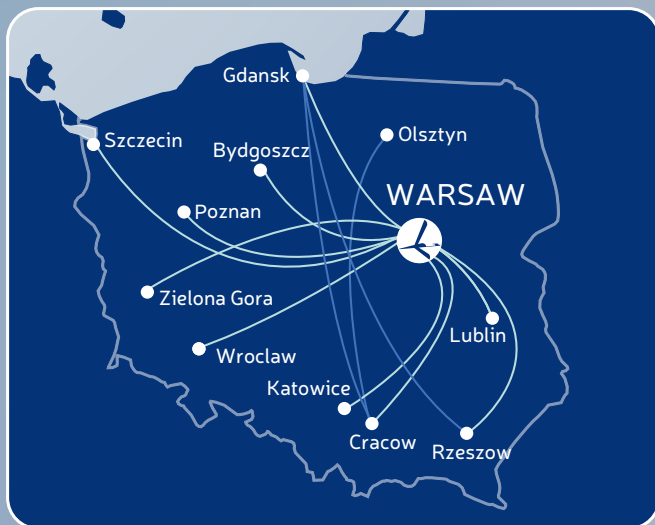 Gdansk
Olsztyn
Szczecin
Bydgoszcz
WARSAW
Poznan
Zielona Gora
Lublin
Wroclaw
Katowice
Cracow
Rzeszow